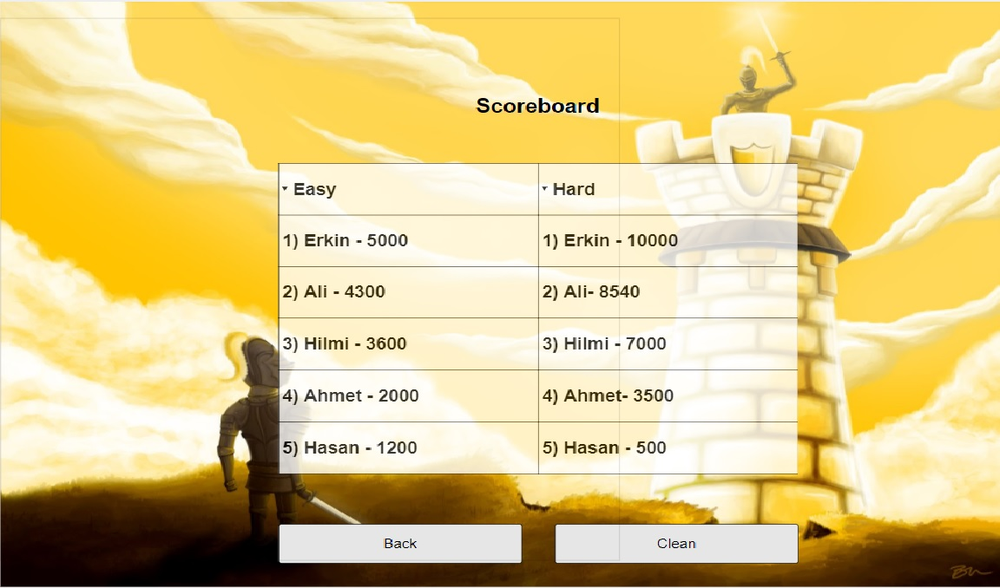 Scoreboard
Easy Hard
1) Erkin - 5000 1) Erkin - 10000
2) Ali - 4300 2) Ali- 8540
3) Hilmi - 3600 3) Hilmi - 7000
4) Ahmet - 2000 4) Ahmet- 3500
5) Hasan - 1200 5) Hasan - 500
Back Clean